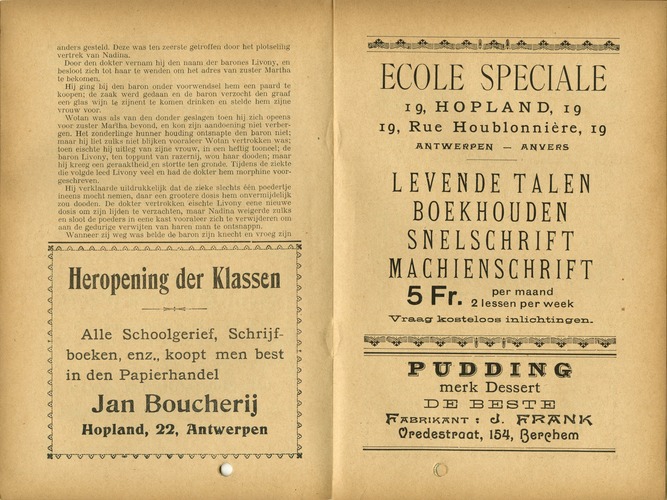 anders gesteld. Deze was ten zeerste getroffen door het plotseling
vertrek van Nadina.
Door den dokter vernam hij den naam der barones Livony, en
besloot zich tot haar te wenden om het adres van zuster Martha
te bekomen.
Hij ging bij den baron onder voorwendsel hem een paard te
koopen; de zaak werd gedaan en de baron verzocht den graaf
een glas wijn te zijnent te komen drinken en stelde hem zijne
vrouw voor.
Wotan was als van den donder geslagen toen hij zich opeens
voor zuster Martha bevond, en kon zijn aandoening niet verber-
gen. Het zonderlinge hunner houding ontsnapte den baron niet;
maar hij liet zulks niet blijken vooraleer Wotan vertrokken was;
toen eischte hij uitleg van zijne vrouw, in een heftig tooneel; de
baron Livony, ten toppunt van razernij, wou haar dooden; maar
hij kreeg een geraaktheid en stortte ten gronde. Tijdens de ziekte
die volgde leed Livony veel en had de dokter hem morphine voor-
geschreven.
Hij verklaarde uitdrukkelijk dat de zieke slechts één poedertje
ineens mocht nemen, daar een grootere dosis hem onvermijdelijk
zou dooden. De dokter vertrokken eischte Livony eene nieuwe
dosis om zijn lijden te verzachten, maar Nadina weigerde zulks
en sloot de poeders in eene kast vooraleer zich te verwijderen om
aan de gedurige verwijten van haren man te ontsnappn.
Wanneer zij weg was belde de baron zijn knecht en vroeg zijn
Heropening der Klassen
Alle Schoolgerief, Schrijf-
boeken, enz., koopt men best
in den Papierhandel
Jan Boucherij
Hopland, 22, Antwerpen
ECOLE SPECIALE
19, HOPLAND, 19
19, Rue Houblonnière, 19
ANTWERPEN — ANVERS
LEVENDE TALEN
BOEKHOUDEN
SNELSCHRIFT
MACHIENSCHRIFT
5 Fr. per maand
2 lessen per week
Vraag kosteloos inlichtingen.
PUDDING
merk Dessert
DE BESTE
FABRIKANT : J. FRANK
Vredestraat, 154, Berchem